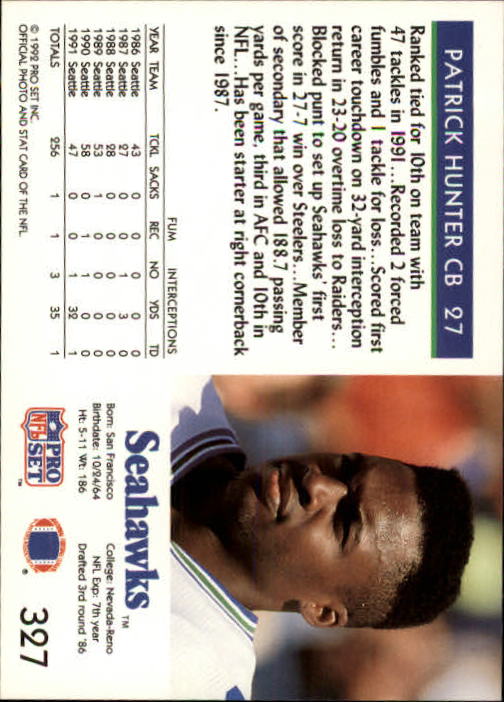 PATRICK HUNTER CB 27
Ranked tied for 10th on team with
47 tackles in 1991...Recorded 2 forced
fumbles and 1 tackle for loss...Scored first
career touchdown on 32-yard interception
return in 23-20 overtime loss to Raiders...
Blocked punt to set up Seahawks' first
score in 27-7 win over Steelers...Member
of secondary that allowed 188.7 passing
yards per game, third in AFC and 10th in
NFL...Has been starter at right cornerback
since 1987.
FUM INTERCEPTIONS
YEAR TEAM TCKL SACKS REC NO YDS TD
1986 Seattle 43 0 0 0 0 0
1987 Seattle 27 0 0 1 3 0
1988 Seattle 28 0 0 0 0 0
1989 Seattle 53 1 0 0 0 0
1990 Seattle 58 0 1 1 0 0
1991 Seattle 47 0 0 1 32 1
TOTALS 256 1 1 3 35 1
© 1992 PRO SET INC.
OFFICIAL PHOTO AND STAT CARD OF THE NFL
Seahawks™
Born: San Francisco College: Nevada-Reno
Birthdate: 10/24/64 NFL Exp: 7th year
Ht: 5-11 Wt: 186 Drafted 3rd round '86
PRO
NFL
SET
™
®
327